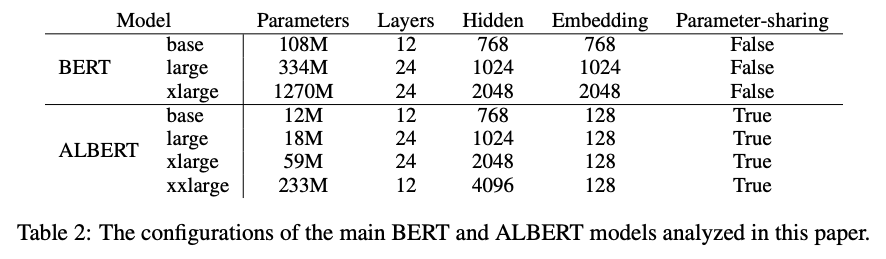 Model Parameters Layers Hidden Embedding Parameter-sharing
base 108M 12 768 768 False
BERT large 334M 24 1024 1024 False
xlarge 1270M 24 2048 2048 False
base 12M 12 768 128 True
large 18M 24 1024 128 True
ALBERT
xlarge 59M 24 2048 128 True
xxlarge 233M 12 4096 128 True
Table 2: The configurations of the main BERT and ALBERT models analyzed in this paper.